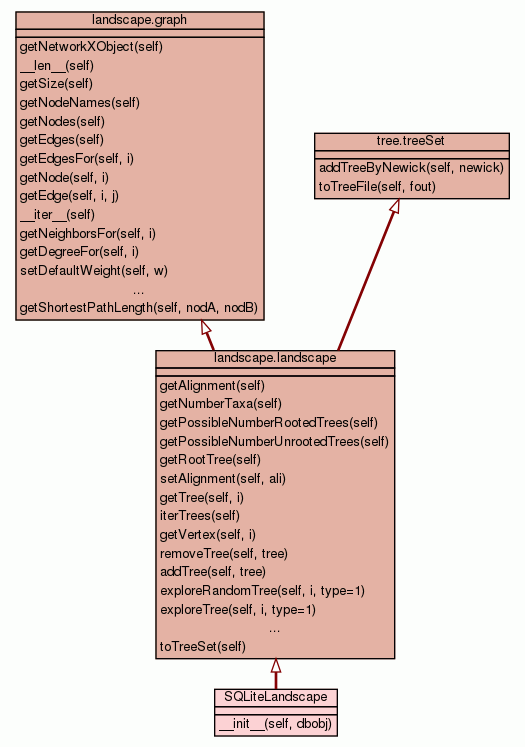 landscape.graph
getNetworkXObject(self)
__len__(self)
getSize(self)
getNodeNames(self)
getNodes(self)
getEdges(self)
getEdgesFor(self, i)
getNode(self, i)
getEdge(self, i, j)
__iter__(self)
getNeighborsFor(self, i)
getDegreeFor(self, i)
setDefaultWeight(self, w)
...
getShortestPathLength(self, nodA, nodB)
tree.treeSet
addTreeByNewick(self, newick)
toTreeFile(self, fout)
landscape.landscape
getAlignment(self)
getNumberTaxa(self)
getPossibleNumberRootedTrees(self)
getPossibleNumberUnrootedTrees(self)
getRootTree(self)
setAlignment(self, ali)
getTree(self, i)
iterTrees(self)
getVertex(self, i)
removeTree(self, tree)
addTree(self, tree)
exploreRandomTree(self, i, type=1)
exploreTree(self, i, type=1)
...
toTreeSet(self)
SQLiteLandscape
__init__(self, dbobj)